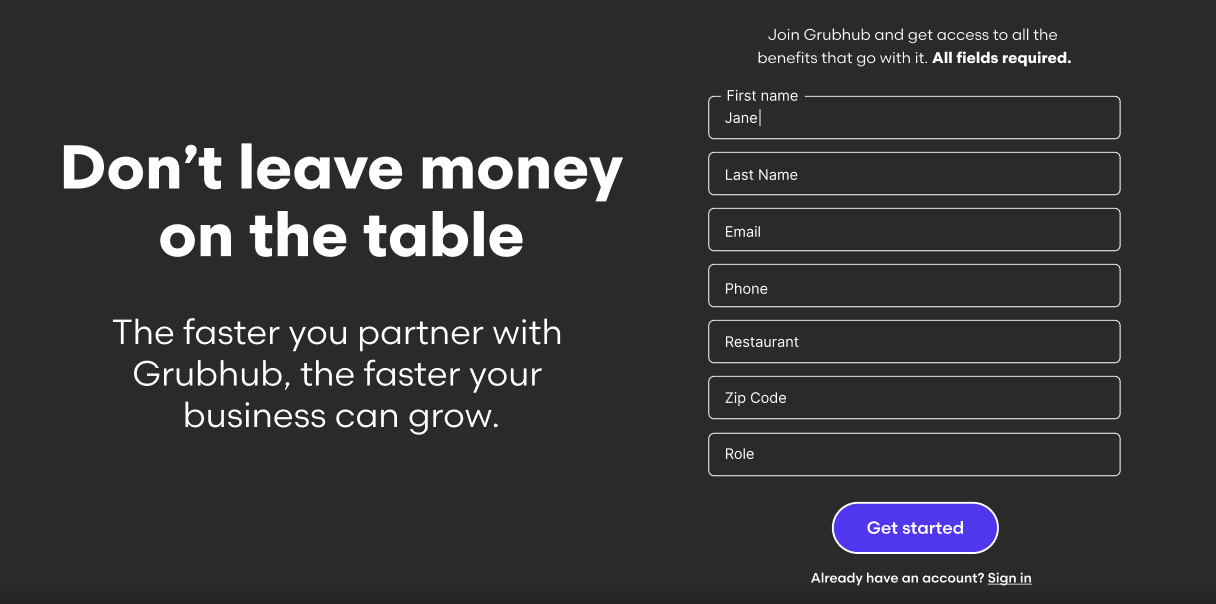 Don’t leave money
on the table
The faster you partner with
Grubhub, the faster your
business can grow.
Join Grubhub and get access to all the
benefits that go with it. All fields required.
First name
Jane
Last Name
Email
Phone
Restaurant
Zip Code
Role
Get started
Already have an account? Sign in